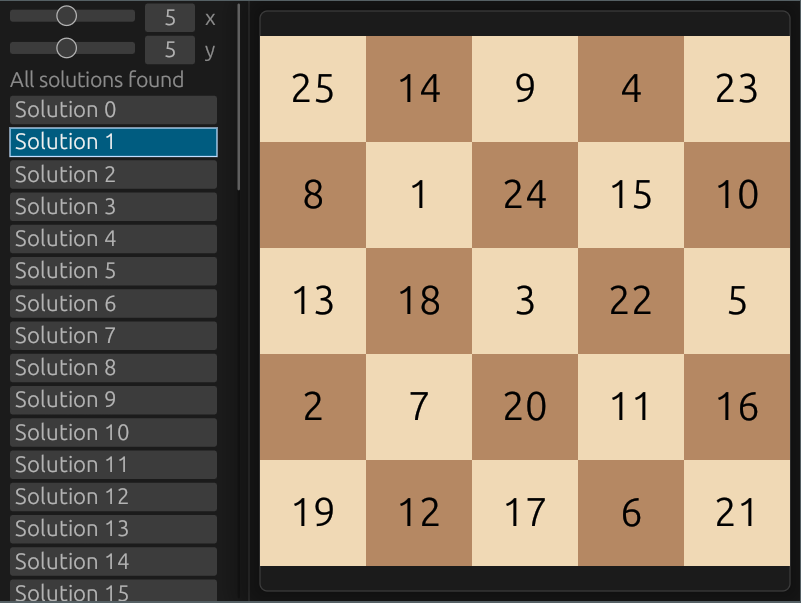 5 x
5 y
All solutions found
Solution 0
Solution 1
Solution 2
Solution 3
Solution 4
Solution 5
Solution 6
Solution 7
Solution 8
Solution 9
Solution 10
Solution 11
Solution 12
Solution 13
Solution 14
Solution 15
25 14 9 4 23
8 1 24 15 10
13 18 3 22 5
2 7 20 11 16
19 12 17 6 21